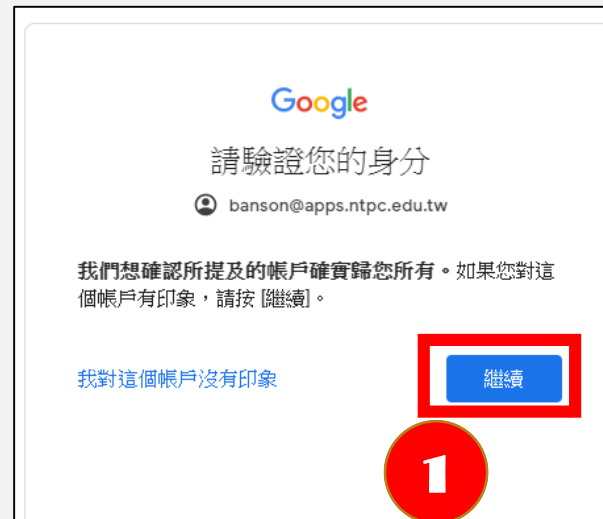 Google
請驗證您的身分
banson@apps.ntpc.edu.tw
我們想確認所提及的帳戶確實歸您所有。如果您對這
個帳戶有印象,請按 [繼續]。
我對這個帳戶沒有印象
繼續
1